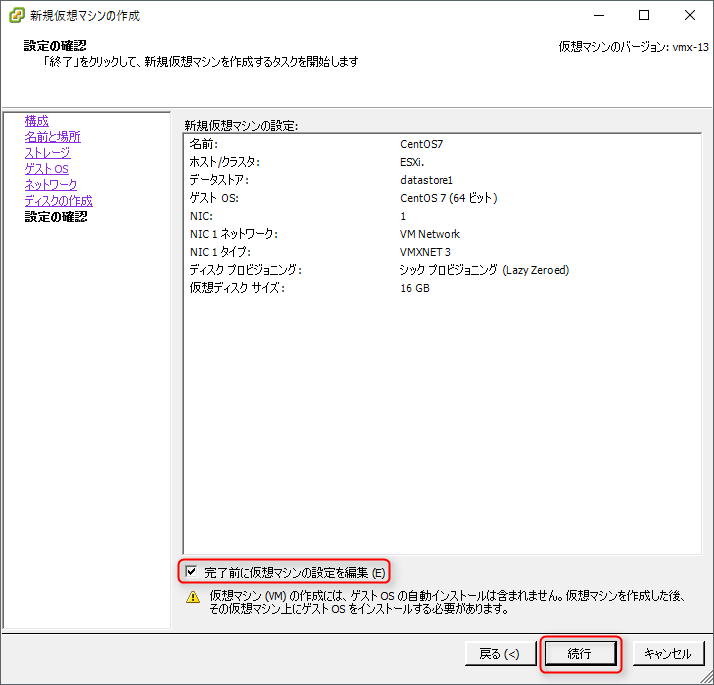 新規仮想マシンの作成
設定の確認
「終了」をクリックして、新規仮想マシンを作成するタスクを開始します
仮想マシンのバージョン: vmx-13
構成
名前と場所
ストレージ
ゲスト OS
ネットワーク
ディスクの作成
設定の確認
新規仮想マシンの設定:
名前: CentOS7
ホスト/クラスタ: ESXi.
データストア: datastore1
ゲスト OS: CentOS 7 (64 ビット)
NIC: 1
NIC 1 ネットワーク: VM Network
NIC 1 タイプ: VMXNET 3
ディスク プロビジョニング: シック プロビジョニング (Lazy Zeroed)
仮想ディスク サイズ: 16 GB
完了前に仮想マシンの設定を編集 (E)
仮想マシン (VM) の作成には、ゲスト OS の自動インストールは含まれません。仮想マシンを作成した後、
その仮想マシン上にゲスト OS をインストールする必要があります。
戻る (<)
続行
キャンセル